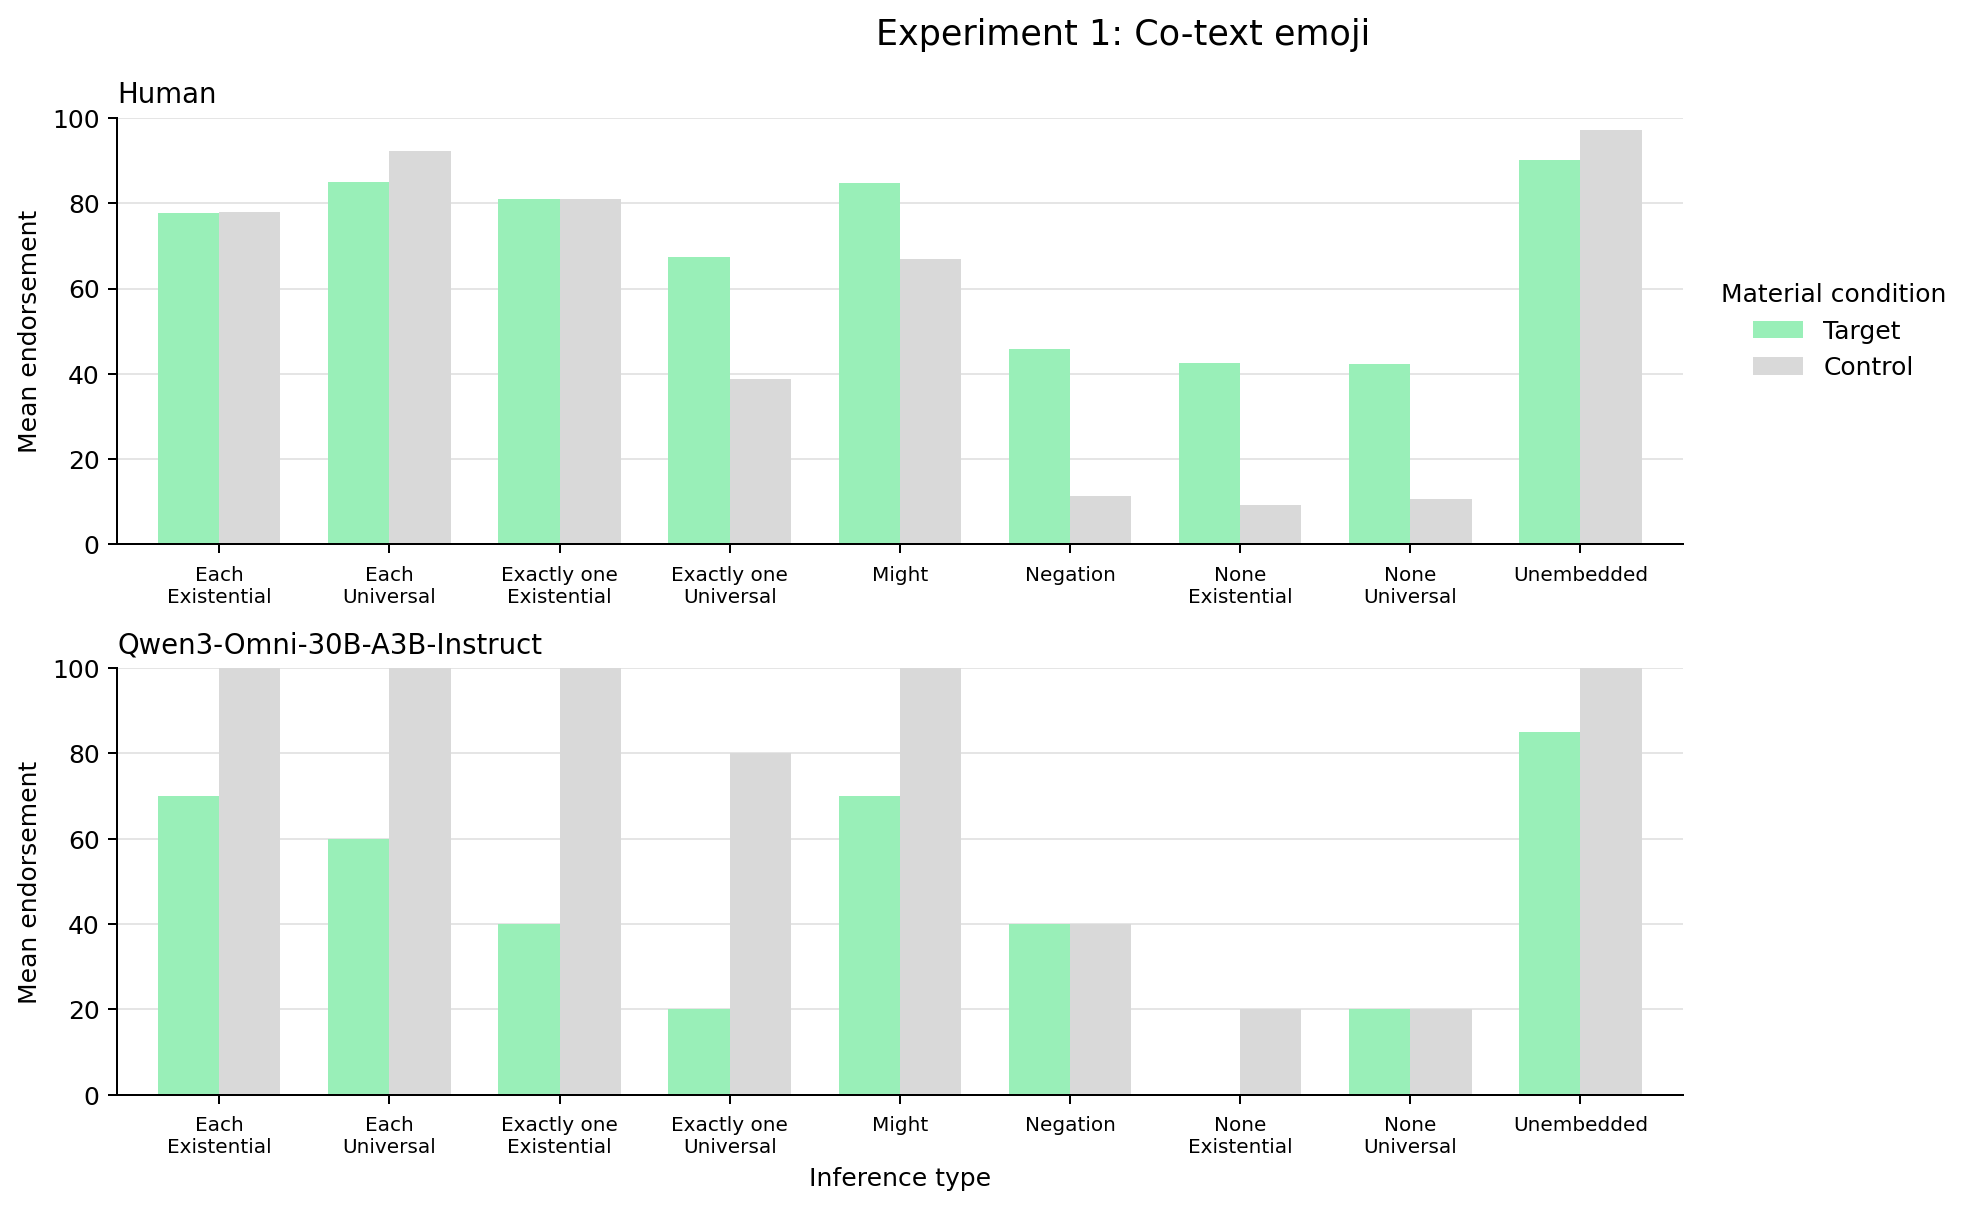 Experiment 1: Co-text emoji
Human
Mean endorsement
100
80
60
40
20
0
Each
Existential
Each
Universal
Exactly one
Existential
Exactly one
Universal
Might
Negation
None
Existential
None
Universal
Unembedded
Material condition
Target
Control
Qwen3-Omni-30B-A3B-Instruct
Mean endorsement
100
80
60
40
20
0
Each
Existential
Each
Universal
Exactly one
Existential
Exactly one
Universal
Might
Negation
None
Existential
None
Universal
Unembedded
Inference type